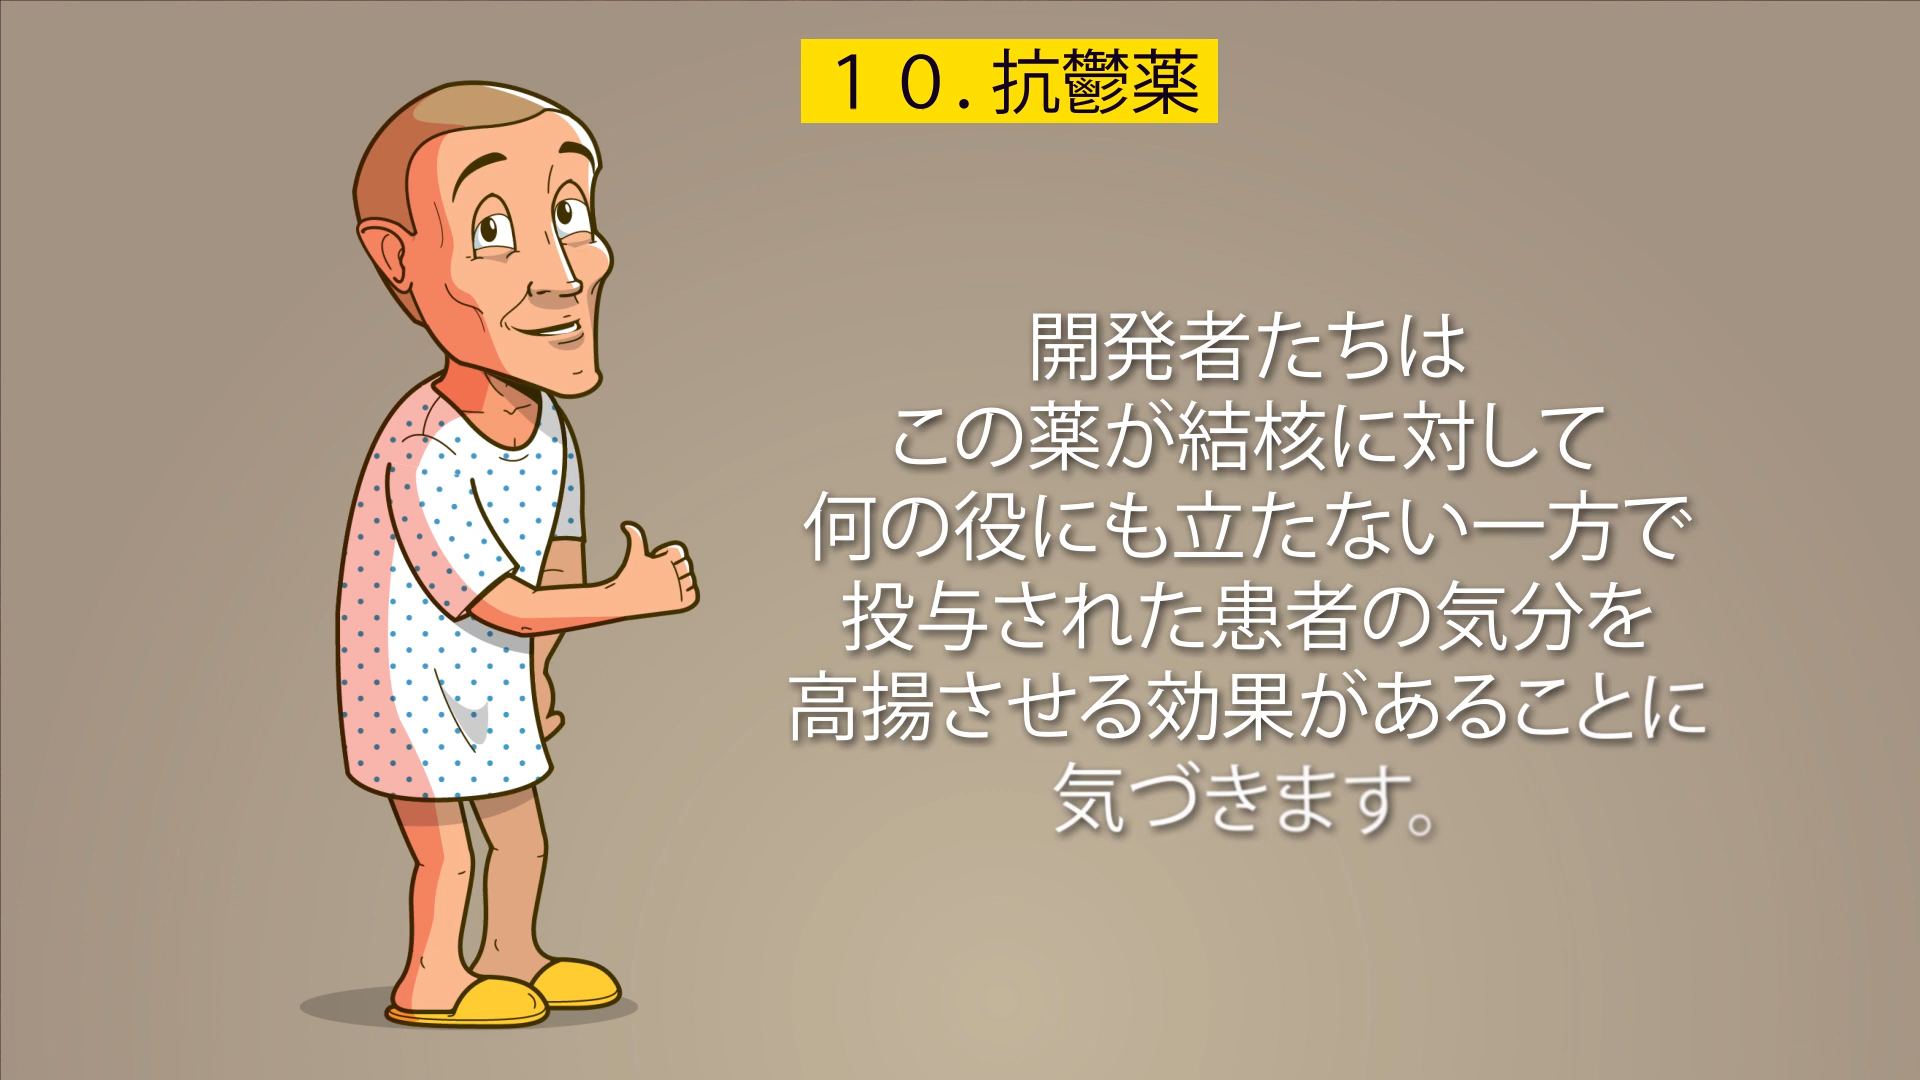 １０．抗鬱薬
開発者たちは
この薬が結核に対して
何の役にも立たない一方で
投与された患者の気分を
高揚させる効果があることに
気づきます。